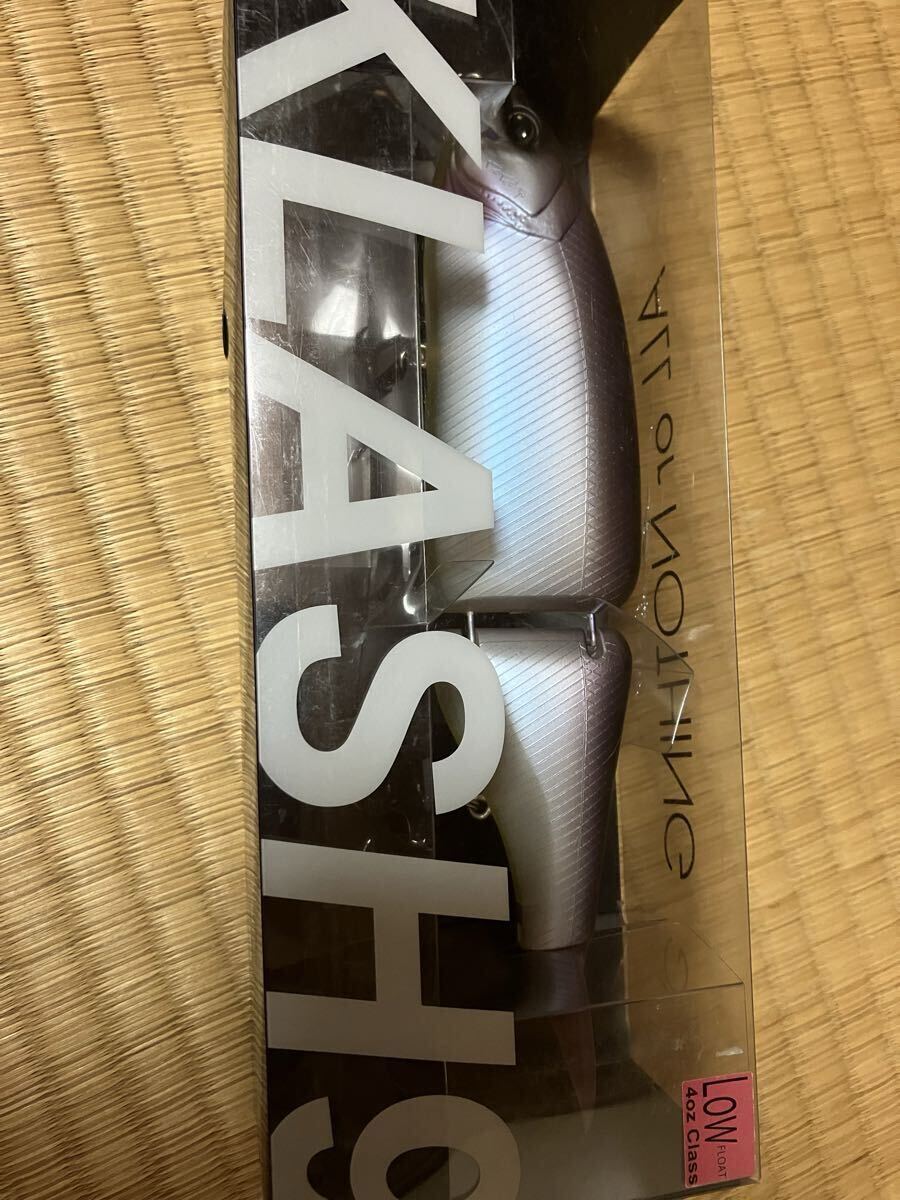 KLASH9
ALL or NOTHING
LOW FLOAT
4oz Class